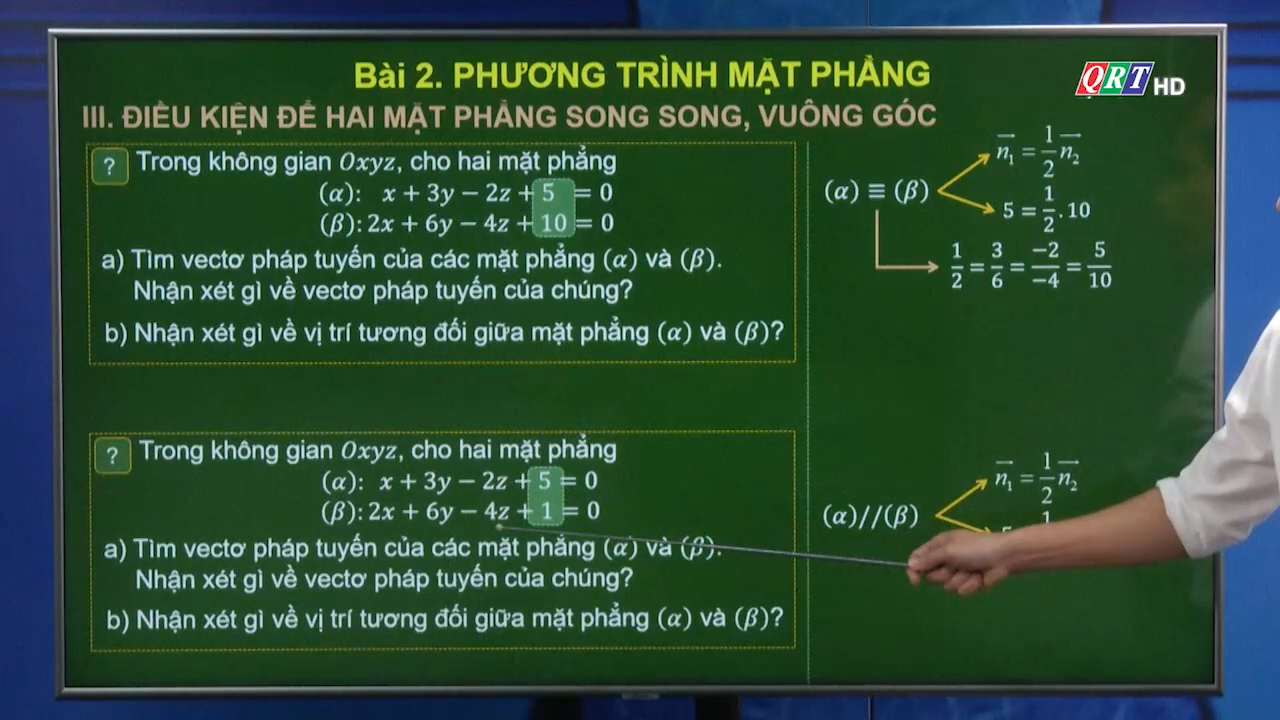 Bài 2. PHƯƠNG TRÌNH MẶT PHẲNG
QRT HD
III. ĐIỀU KIỆN ĐỂ HAI MẶT PHẲNG SONG SONG, VUÔNG GÓC
? Trong không gian Oxyz, cho hai mặt phẳng
(α): x + 3y − 2z + 5 = 0
(β): 2x + 6y − 4z + 10 = 0
a) Tìm vectơ pháp tuyến của các mặt phẳng (α) và (β).
Nhận xét gì về vectơ pháp tuyến của chúng?
b) Nhận xét gì về vị trí tương đối giữa mặt phẳng (α) và (β)?
(α) ≡ (β)
n₁ = 1/2 n₂
5 = 1/2 . 10
1/2 = 3/6 = −2/−4 = 5/10
? Trong không gian Oxyz, cho hai mặt phẳng
(α): x + 3y − 2z + 5 = 0
(β): 2x + 6y − 4z + 1 = 0
a) Tìm vectơ pháp tuyến của các mặt phẳng (α) và (β).
Nhận xét gì về vectơ pháp tuyến của chúng?
b) Nhận xét gì về vị trí tương đối giữa mặt phẳng (α) và (β)?
(α)//(β)
n₁ = 1/2 n₂